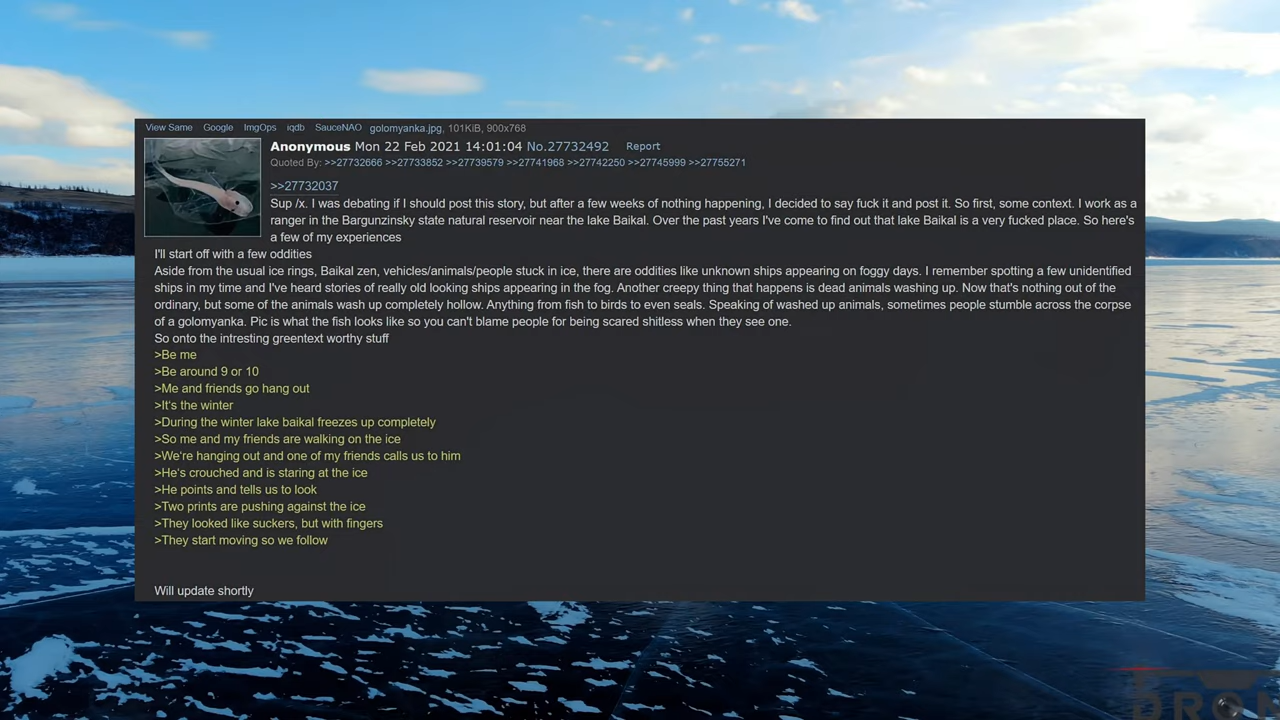 View Same Google ImgOps iqdb SauceNAO golomyanka.jpg, 101KiB, 900x768
Anonymous Mon 22 Feb 2021 14:01:04 No.27732492 Report
Quoted By: >>27732666 >>27733852 >>27739579 >>27741968 >>27742250 >>27745999 >>27755271
>>27732037
Sup /x. I was debating if I should post this story, but after a few weeks of nothing happening, I decided to say fuck it and post it. So first, some context. I work as a
ranger in the Bargunzinsky state natural reservoir near the lake Baikal. Over the past years I've come to find out that lake Baikal is a very fucked place. So here's
a few of my experiences
I'll start off with a few oddities
Aside from the usual ice rings, Baikal zen, vehicles/animals/people stuck in ice, there are oddities like unknown ships appearing on foggy days. I remember spotting a few unidentified
ships in my time and I've heard stories of really old looking ships appearing in the fog. Another creepy thing that happens is dead animals washing up. Now that's nothing out of the
ordinary, but some of the animals wash up completely hollow. Anything from fish to birds to even seals. Speaking of washed up animals, sometimes people stumble across the corpse
of a golomyanka. Pic is what the fish looks like so you can't blame people for being scared shitless when they see one.
So onto the intresting greentext worthy stuff
>Be me
>Be around 9 or 10
>Me and friends go hang out
>It's the winter
>During the winter lake baikal freezes up completely
>So me and my friends are walking on the ice
>We're hanging out and one of my friends calls us to him
>He's crouched and is staring at the ice
>He points and tells us to look
>Two prints are pushing against the ice
>They looked like suckers, but with fingers
>They start moving so we follow
Will update shortly